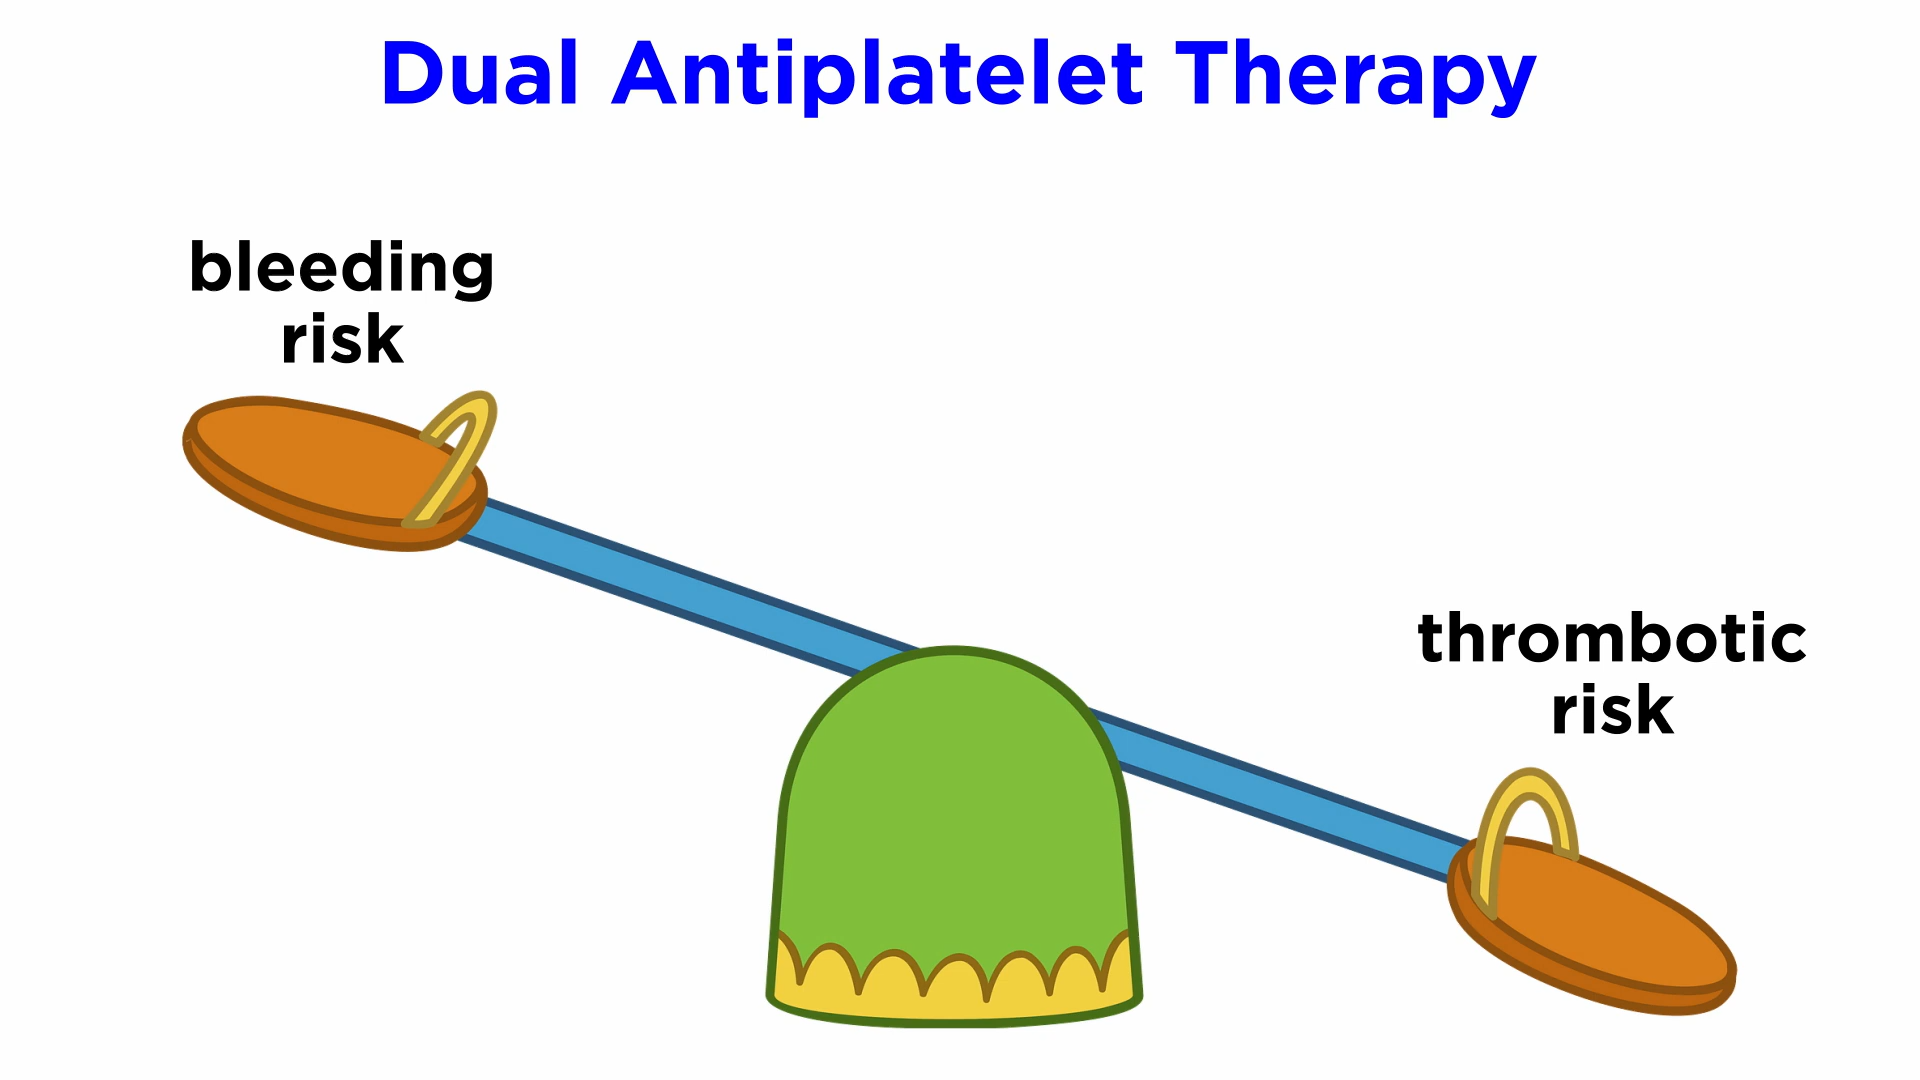 Dual Antiplatelet Therapy
bleeding
risk
thrombotic
risk